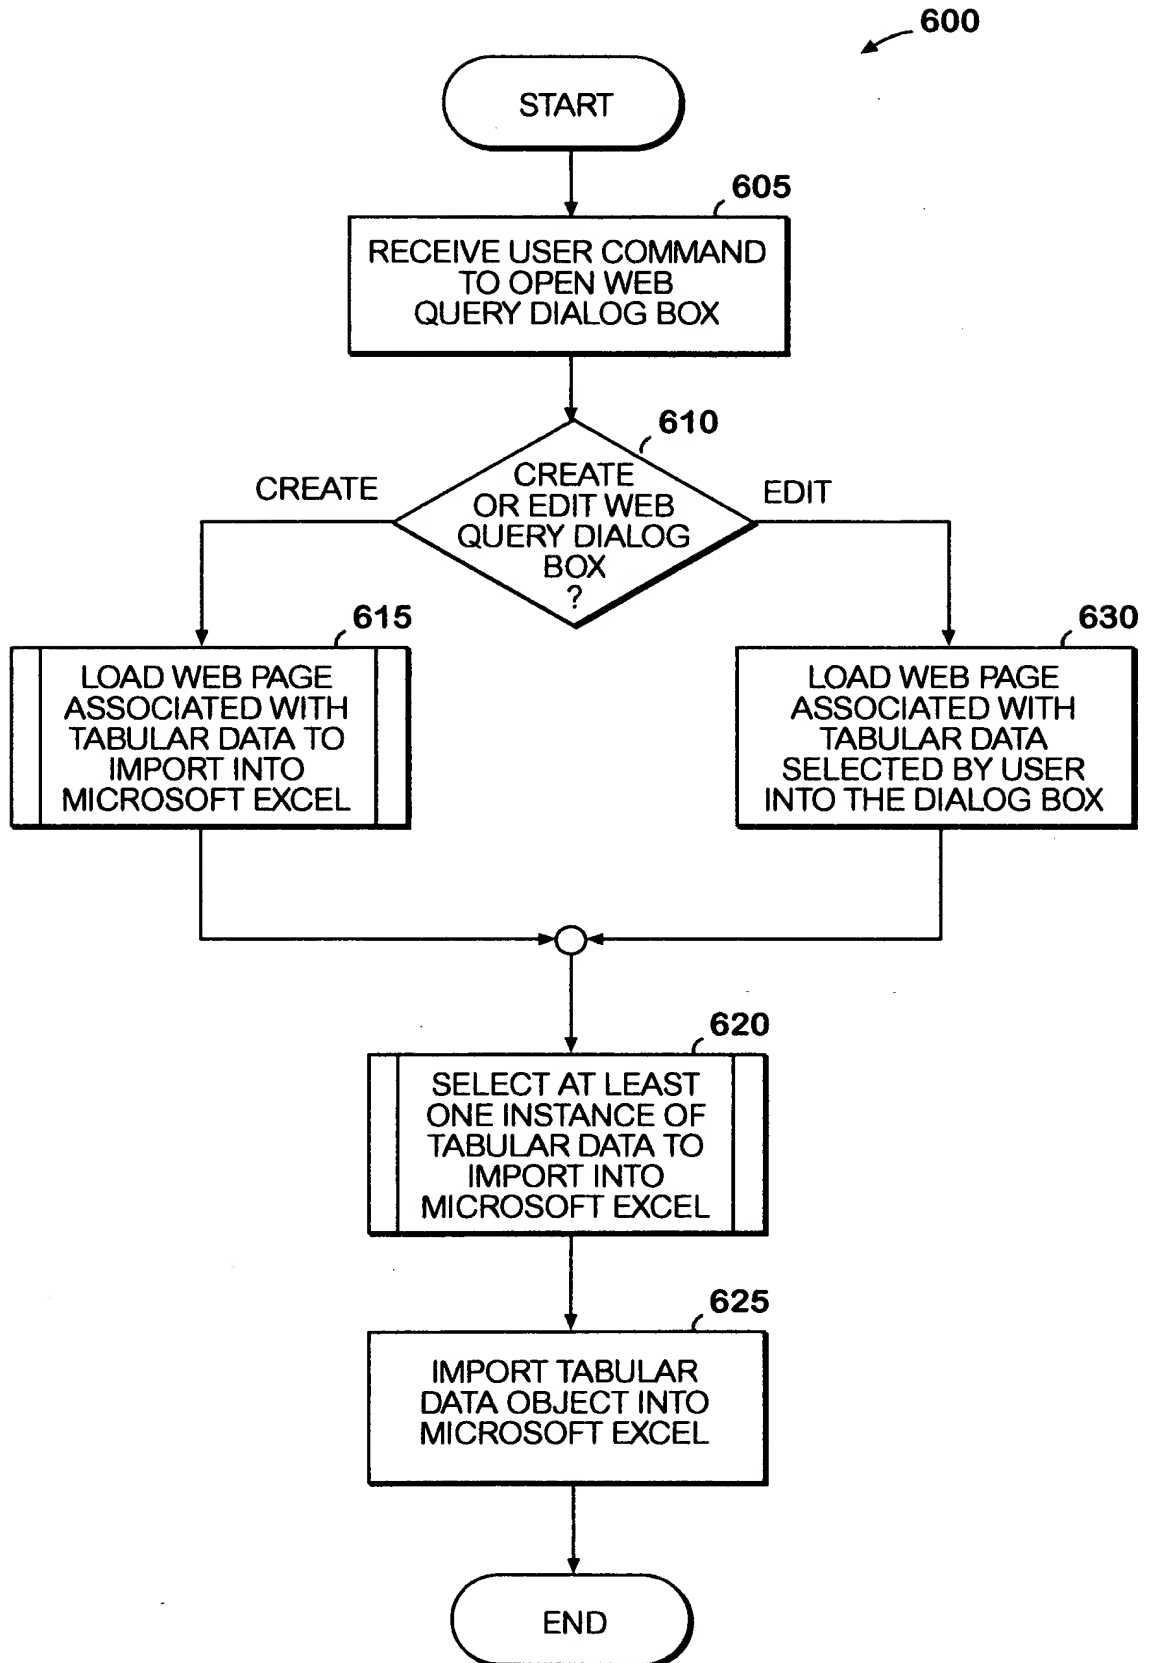 600
START
605
RECEIVE USER COMMAND
TO OPEN WEB
QUERY DIALOG BOX
610
CREATE
OR EDIT WEB
QUERY DIALOG
BOX
?
CREATE
EDIT
615
LOAD WEB PAGE
ASSOCIATED WITH
TABULAR DATA TO
IMPORT INTO
MICROSOFT EXCEL
630
LOAD WEB PAGE
ASSOCIATED WITH
TABULAR DATA
SELECTED BY USER
INTO THE DIALOG BOX
620
SELECT AT LEAST
ONE INSTANCE OF
TABULAR DATA TO
IMPORT INTO
MICROSOFT EXCEL
625
IMPORT TABULAR
DATA OBJECT INTO
MICROSOFT EXCEL
END